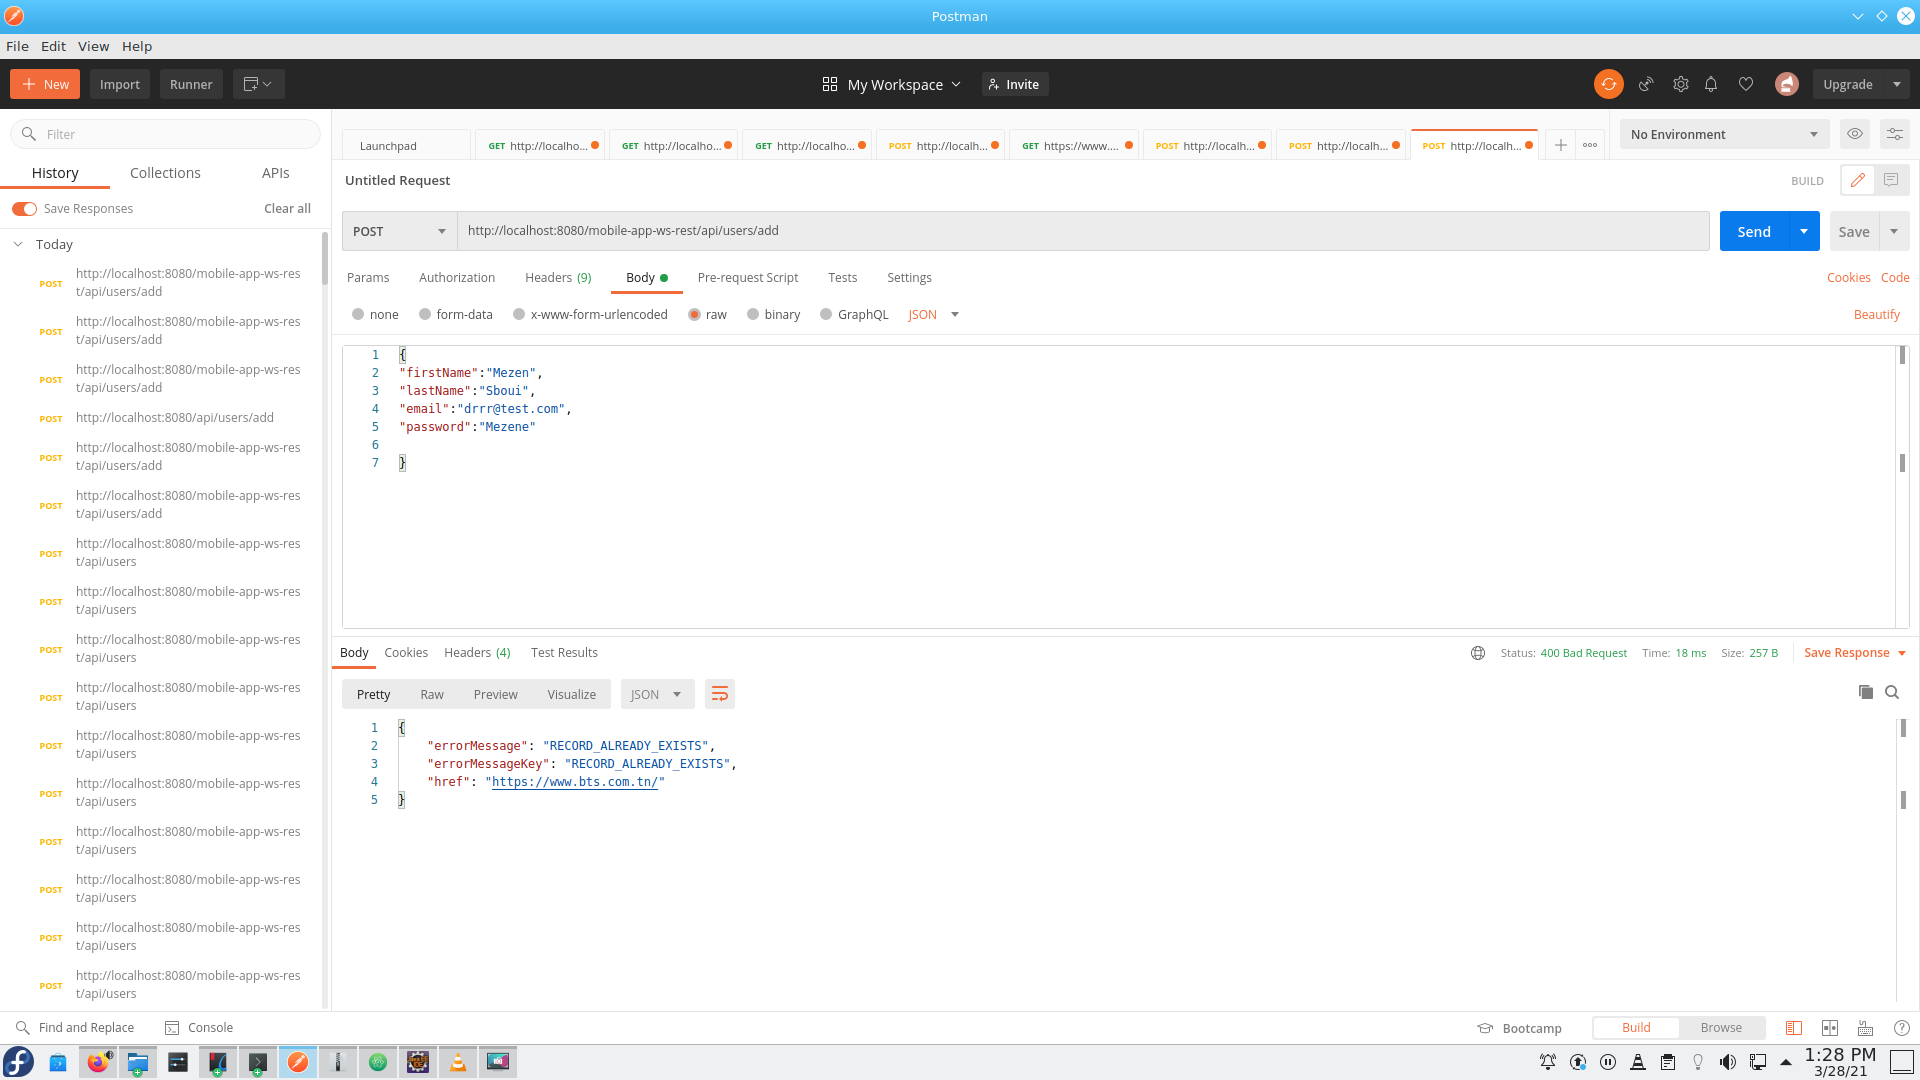 Postman
File Edit View Help
New Import Runner My Workspace Invite Upgrade
Filter
Launchpad GET http://localho... GET http://localho... GET http://localho... POST http://localh... GET https://www.... POST http://localh... POST http://localh... POST http://localh... No Environment
History Collections APIs
Save Responses Clear all
Today
POST http://localhost:8080/mobile-app-ws-res
t/api/users/add
POST http://localhost:8080/mobile-app-ws-res
t/api/users/add
POST http://localhost:8080/mobile-app-ws-res
t/api/users/add
POST http://localhost:8080/api/users/add
POST http://localhost:8080/mobile-app-ws-res
t/api/users/add
POST http://localhost:8080/mobile-app-ws-res
t/api/users/add
POST http://localhost:8080/mobile-app-ws-res
t/api/users
POST http://localhost:8080/mobile-app-ws-res
t/api/users
POST http://localhost:8080/mobile-app-ws-res
t/api/users
POST http://localhost:8080/mobile-app-ws-res
t/api/users
POST http://localhost:8080/mobile-app-ws-res
t/api/users
POST http://localhost:8080/mobile-app-ws-res
t/api/users
POST http://localhost:8080/mobile-app-ws-res
t/api/users
POST http://localhost:8080/mobile-app-ws-res
t/api/users
POST http://localhost:8080/mobile-app-ws-res
t/api/users
POST http://localhost:8080/mobile-app-ws-res
t/api/users
Untitled Request BUILD
POST http://localhost:8080/mobile-app-ws-rest/api/users/add Send Save
Params Authorization Headers (9) Body Pre-request Script Tests Settings Cookies Code
none form-data x-www-form-urlencoded raw binary GraphQL JSON Beautify
1 {
2 "firstName":"Mezen",
3 "lastName":"Sboui",
4 "email":"drrr@test.com",
5 "password":"Mezene"
6
7 }
Body Cookies Headers (4) Test Results Status: 400 Bad Request Time: 18 ms Size: 257 B Save Response
Pretty Raw Preview Visualize JSON
1 {
2 "errorMessage": "RECORD_ALREADY_EXISTS",
3 "errorMessageKey": "RECORD_ALREADY_EXISTS",
4 "href": "https://www.bts.com.tn/"
5 }
Find and Replace Console Bootcamp Build Browse
1:28 PM
3/28/21